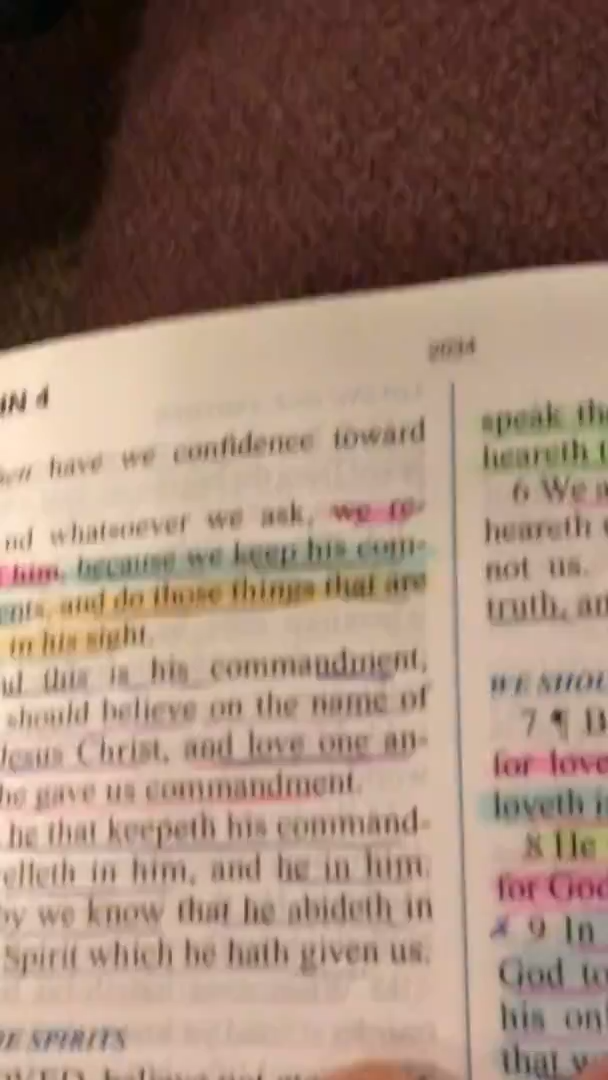 IN 4
2034
have we confidence toward
nd whatsoever we ask, we re-
him, because we keep his com-
ents, and do those things that are
in his sight.
nd this is his commandment,
should believe on the name of
Jesus Christ, and love one an-
he gave us commandment.
he that keepeth his command-
elleth in him, and he in him.
by we know that he abideth in
Spirit which he hath given us.
E SPIRITS
speak th
heareth t
6 We a
heareth
not us.
truth, an
WE SHOU
7 ¶ B
for love
loveth i
8 He
for God
9 In
God to
his on
that